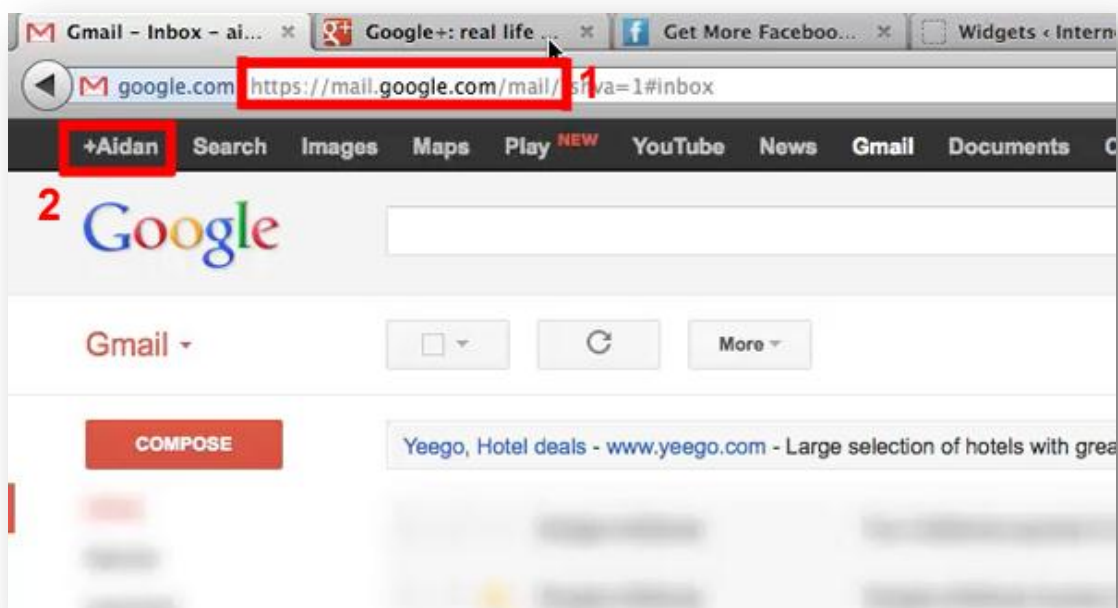 Gmail - Inbox - ai... × Google+: real life ... × Get More Faceboo... × Widgets ‹ Intern
google.com https://mail.google.com/mail/ 1 shva=1#inbox
+Aidan Search Images Maps Play NEW YouTube News Gmail Documents
2
Google
Gmail
More
COMPOSE
Yeego, Hotel deals - www.yeego.com - Large selection of hotels with grea